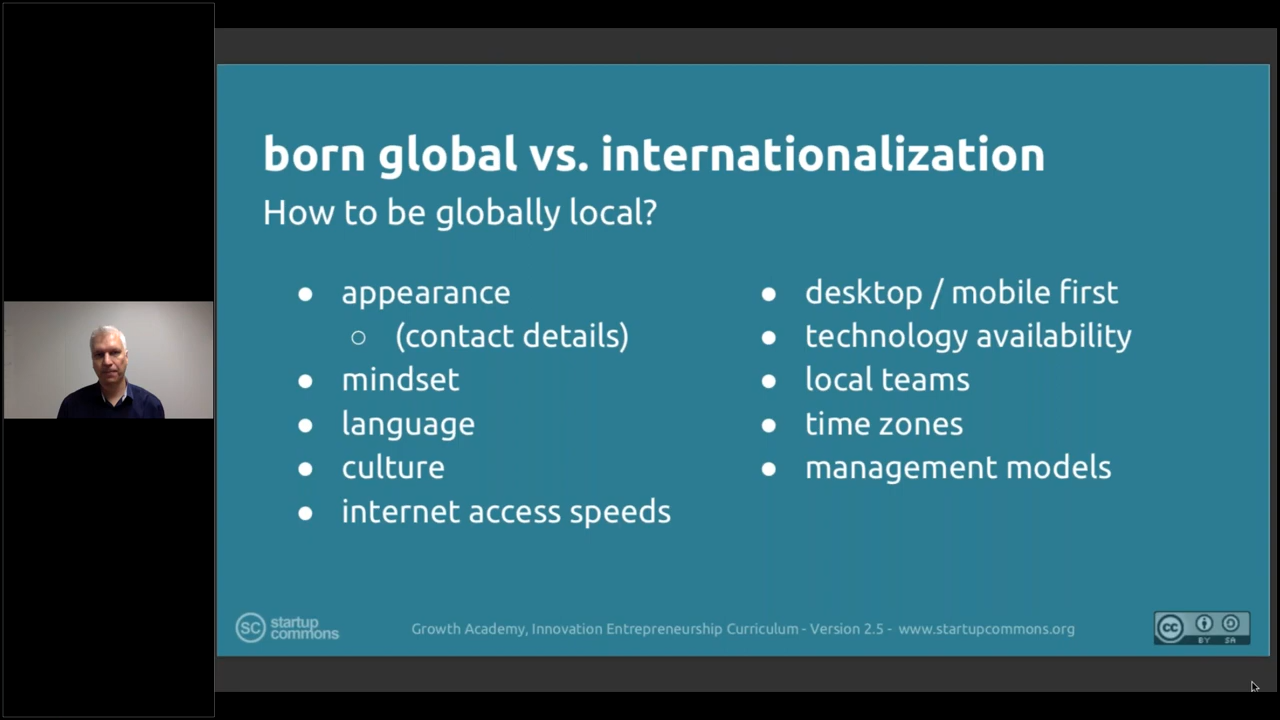 born global vs. internationalization
How to be globally local?
● appearance
○ (contact details)
● mindset
● language
● culture
● internet access speeds
● desktop / mobile first
● technology availability
● local teams
● time zones
● management models
SC startup
commons
Growth Academy, Innovation Entrepreneurship Curriculum - Version 2.5 - www.startupcommons.org
cc
BY SA